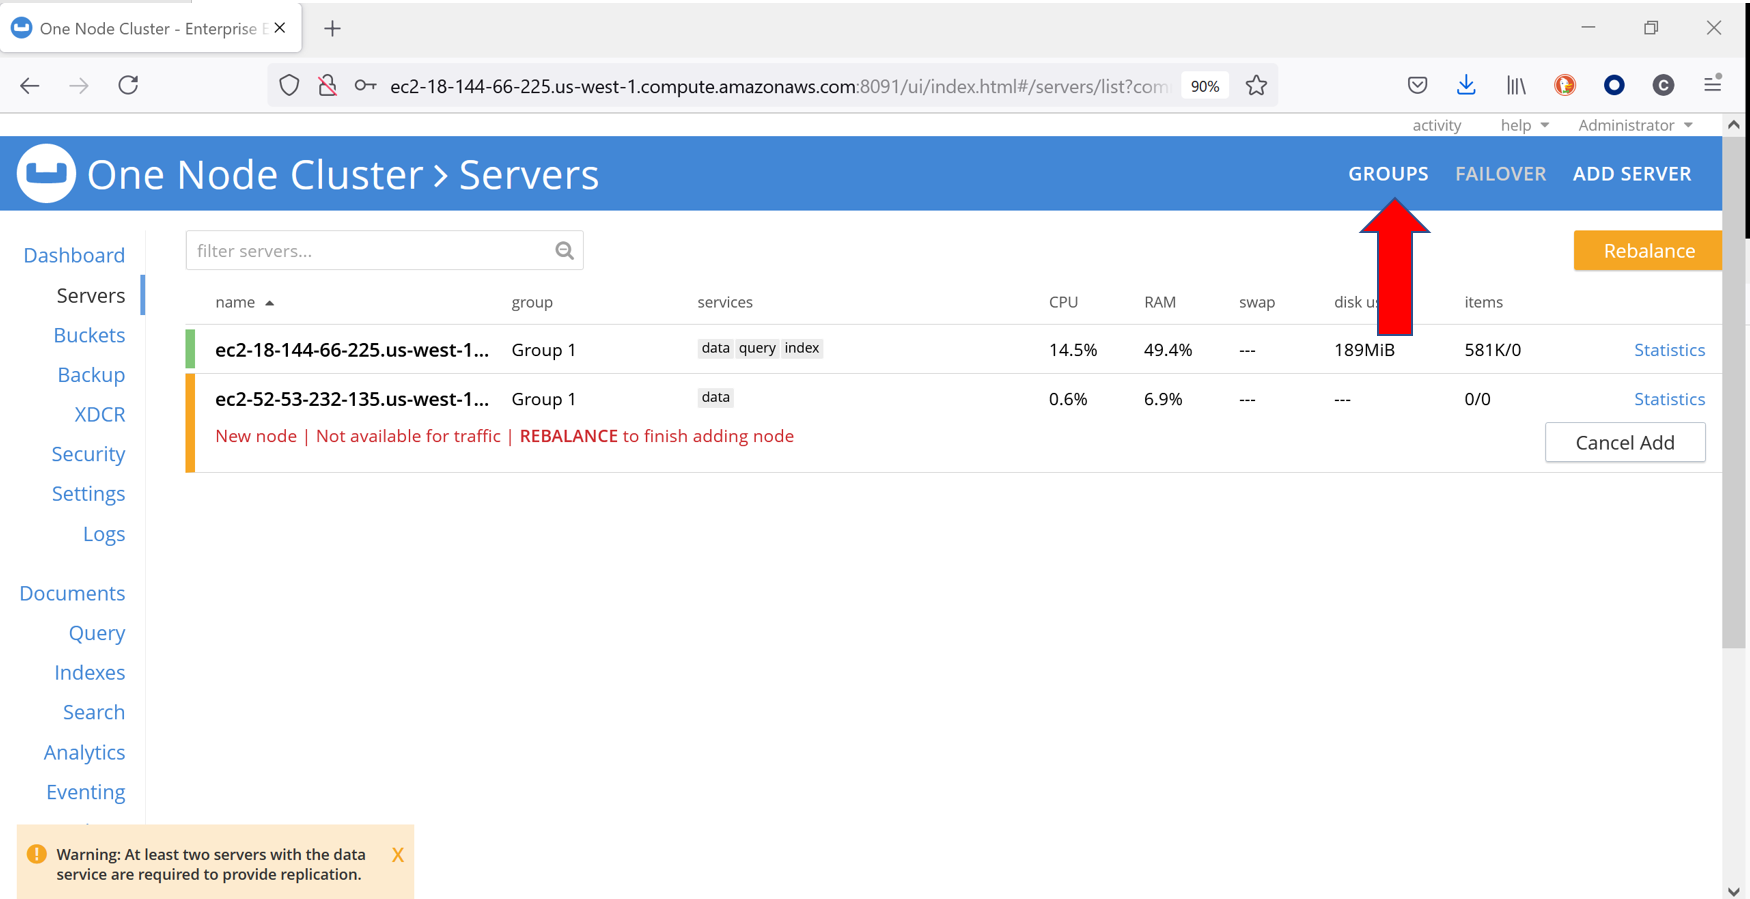 One Node Cluster - Enterprise E
ec2-18-144-66-225.us-west-1.compute.amazonaws.com:8091/ui/index.html#/servers/list?com
90%
activity help Administrator
One Node Cluster > Servers
GROUPS FAILOVER ADD SERVER
filter servers...
Rebalance
Dashboard
Servers
Buckets
Backup
XDCR
Security
Settings
Logs
Documents
Query
Indexes
Search
Analytics
Eventing
name group services CPU RAM swap disk us items
ec2-18-144-66-225.us-west-1... Group 1 data query index 14.5% 49.4% --- 189MiB 581K/0 Statistics
ec2-52-53-232-135.us-west-1... Group 1 data 0.6% 6.9% --- --- 0/0 Statistics
New node | Not available for traffic | REBALANCE to finish adding node
Cancel Add
Warning: At least two servers with the data
service are required to provide replication.
X